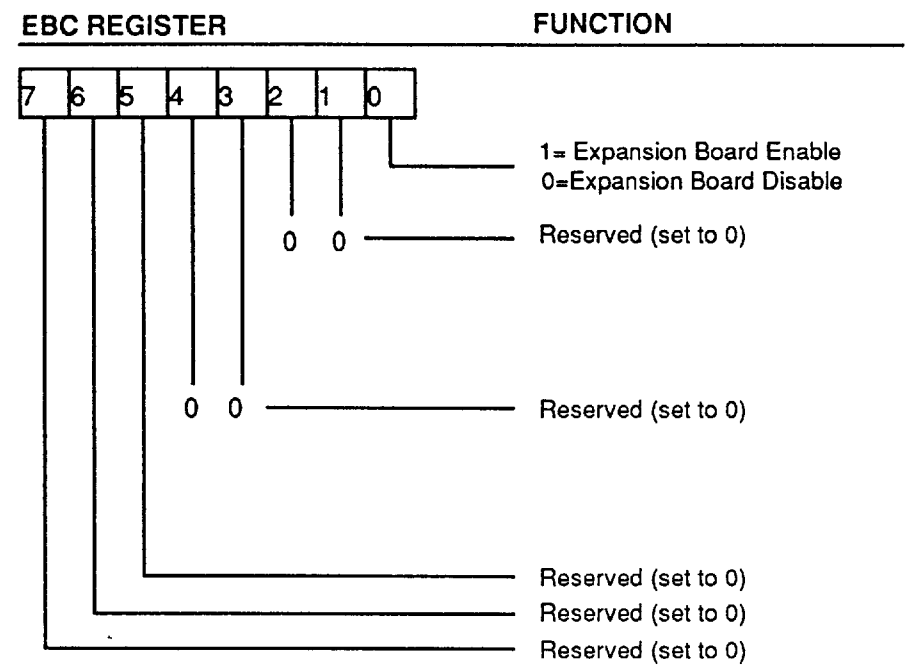 EBC REGISTER FUNCTION
7 6 5 4 3 2 1 0
1= Expansion Board Enable
0=Expansion Board Disable
0 0 Reserved (set to 0)
0 0 Reserved (set to 0)
Reserved (set to 0)
Reserved (set to 0)
Reserved (set to 0)